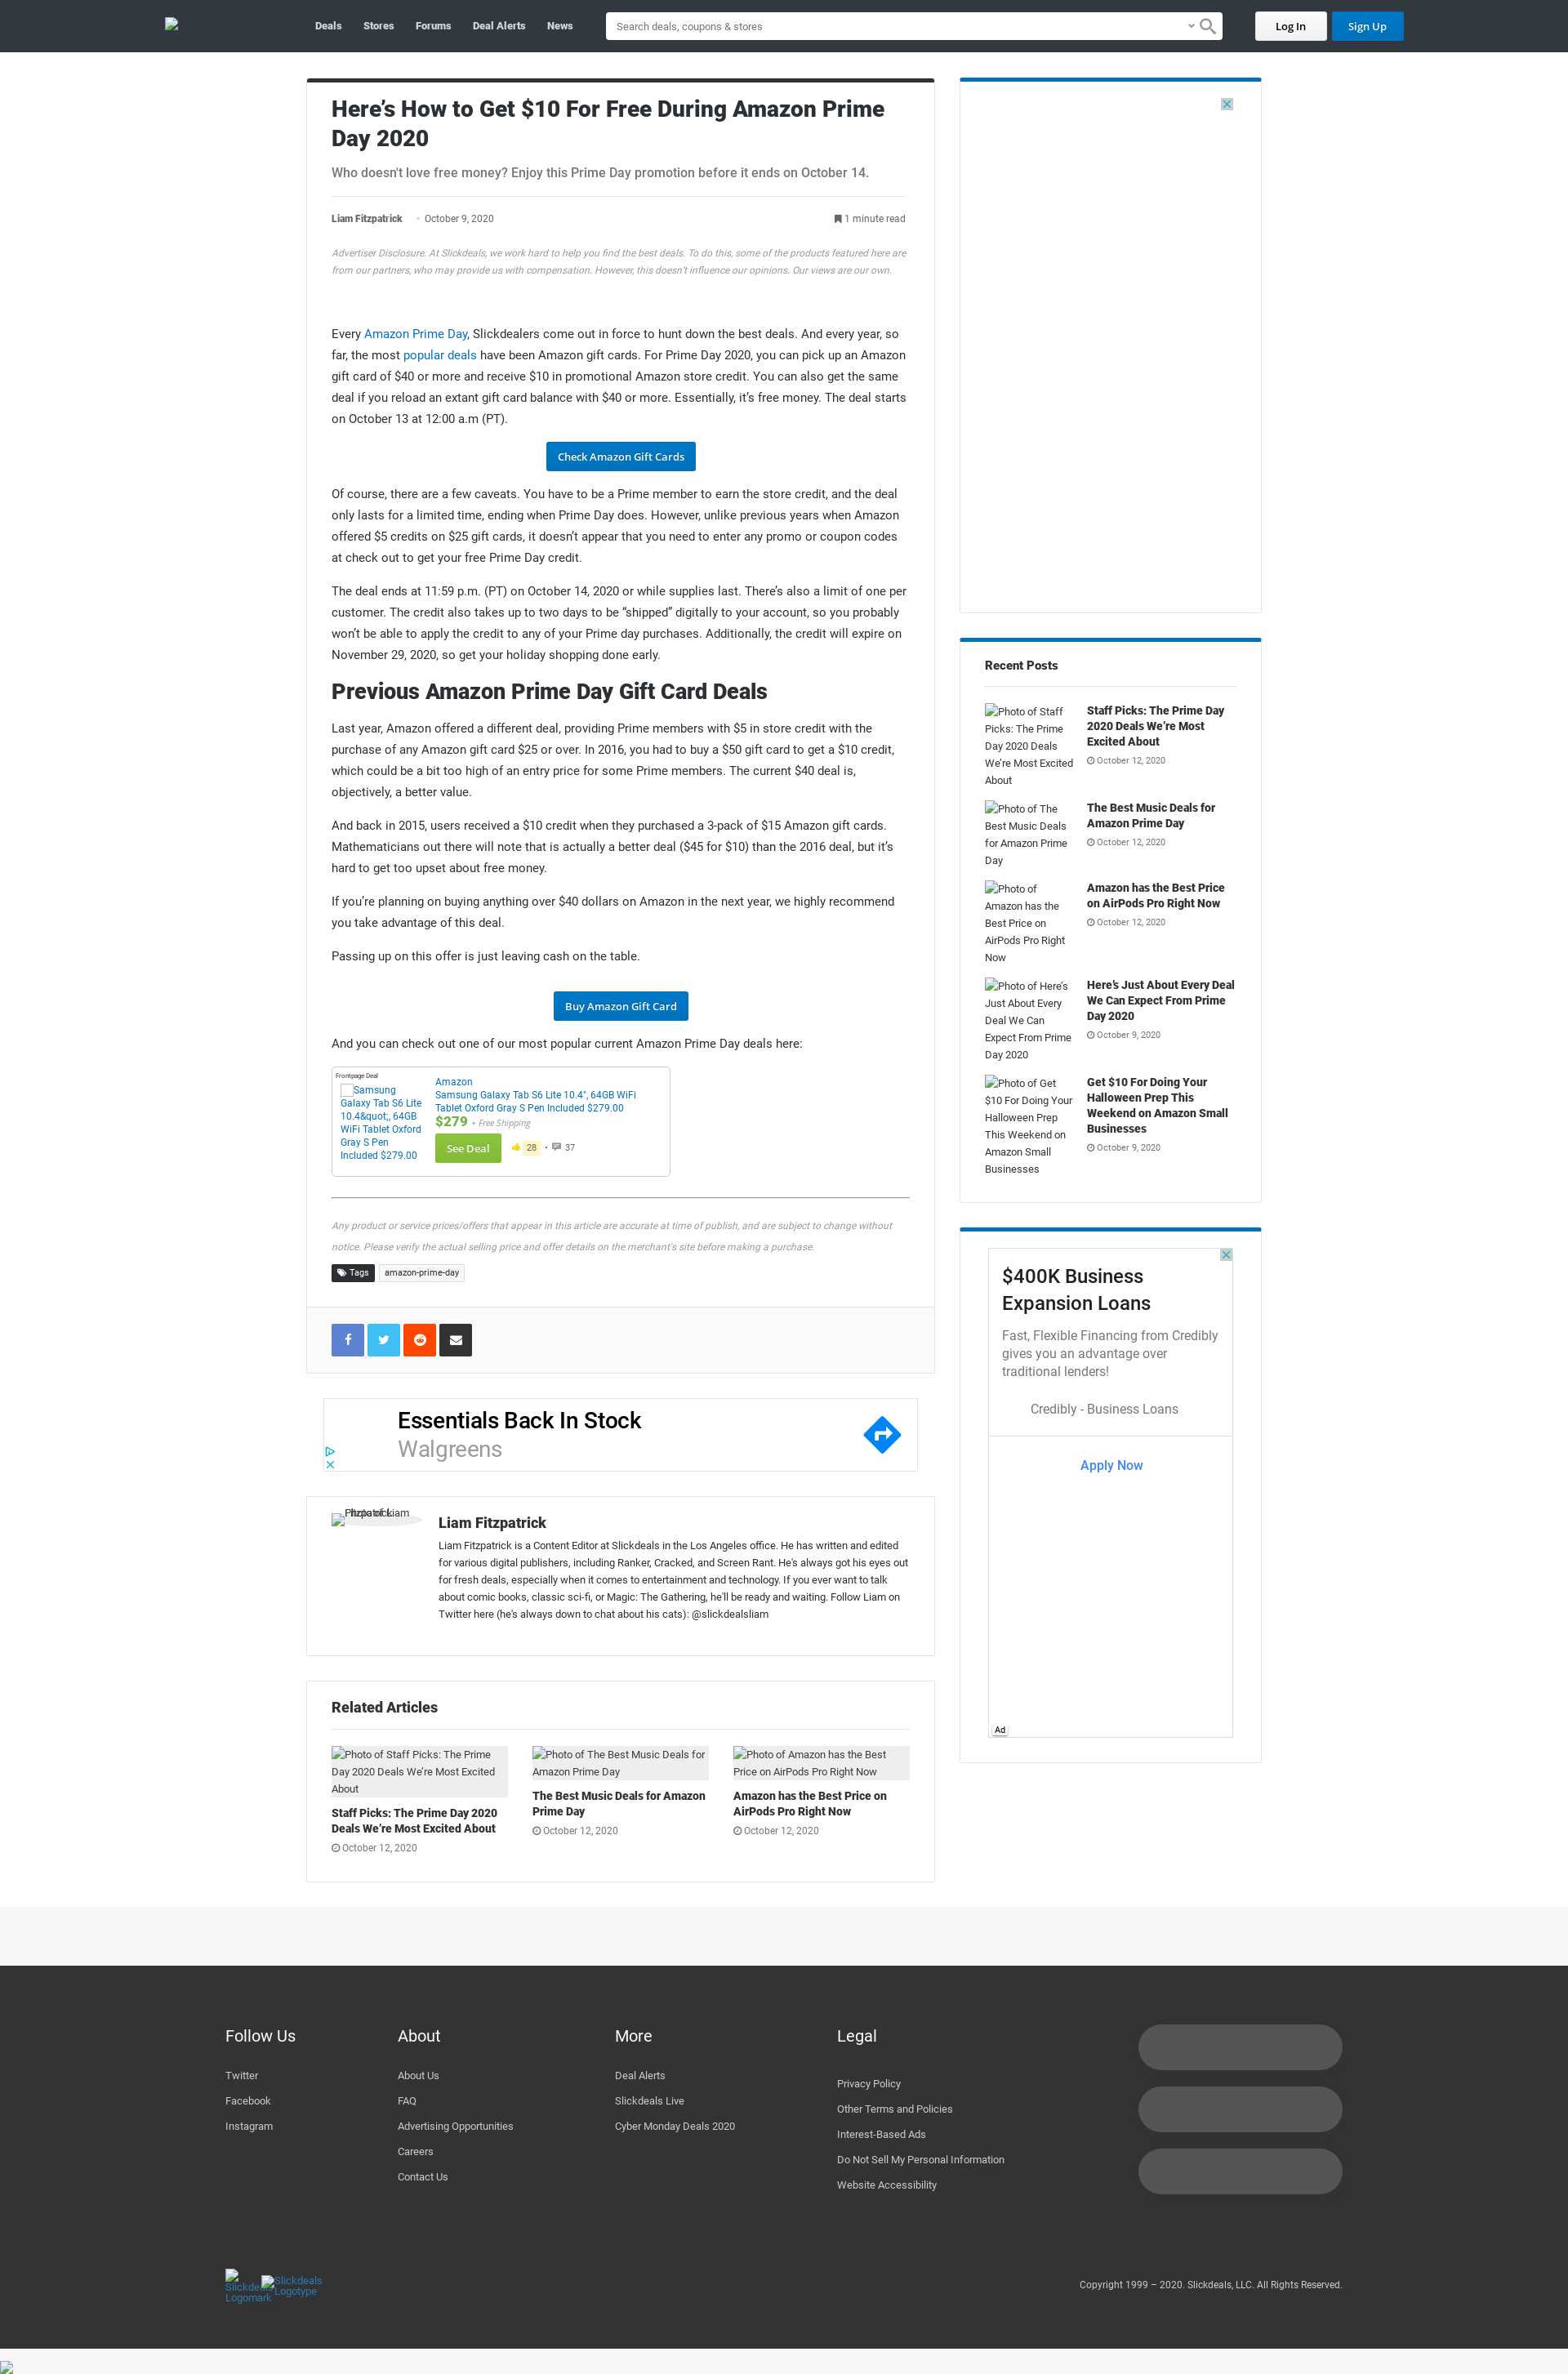 Deals Stores Forums Deal Alerts News Search deals, coupons & stores Log In Sign Up
Here’s How to Get $10 For Free During Amazon Prime
Day 2020
Who doesn't love free money? Enjoy this Prime Day promotion before it ends on October 14.
Liam Fitzpatrick • October 9, 2020 1 minute read
Advertiser Disclosure: At Slickdeals, we work hard to help you find the best deals. To do this, some of the products featured here are
from our partners, who may provide us with compensation. However, this doesn’t influence our opinions. Our views are our own.
Every Amazon Prime Day, Slickdealers come out in force to hunt down the best deals. And every year, so
far, the most popular deals have been Amazon gift cards. For Prime Day 2020, you can pick up an Amazon
gift card of $40 or more and receive $10 in promotional Amazon store credit. You can also get the same
deal if you reload an extant gift card balance with $40 or more. Essentially, it’s free money. The deal starts
on October 13 at 12:00 a.m (PT).
Check Amazon Gift Cards
Of course, there are a few caveats. You have to be a Prime member to earn the store credit, and the deal
only lasts for a limited time, ending when Prime Day does. However, unlike previous years when Amazon
offered $5 credits on $25 gift cards, it doesn’t appear that you need to enter any promo or coupon codes
at check out to get your free Prime Day credit.
The deal ends at 11:59 p.m. (PT) on October 14, 2020 or while supplies last. There’s also a limit of one per
customer. The credit also takes up to two days to be “shipped” digitally to your account, so you probably
won’t be able to apply the credit to any of your Prime day purchases. Additionally, the credit will expire on
November 29, 2020, so get your holiday shopping done early.
Previous Amazon Prime Day Gift Card Deals
Last year, Amazon offered a different deal, providing Prime members with $5 in store credit with the
purchase of any Amazon gift card $25 or over. In 2016, you had to buy a $50 gift card to get a $10 credit,
which could be a bit too high of an entry price for some Prime members. The current $40 deal is,
objectively, a better value.
And back in 2015, users received a $10 credit when they purchased a 3-pack of $15 Amazon gift cards.
Mathematicians out there will note that is actually a better deal ($45 for $10) than the 2016 deal, but it’s
hard to get too upset about free money.
If you’re planning on buying anything over $40 dollars on Amazon in the next year, we highly recommend
you take advantage of this deal.
Passing up on this offer is just leaving cash on the table.
Buy Amazon Gift Card
And you can check out one of our most popular current Amazon Prime Day deals here:
Frontpage Deal
Samsung
Galaxy Tab S6 Lite
10.4&quot;, 64GB
WiFi Tablet Oxford
Gray S Pen
Included $279.00
Amazon
Samsung Galaxy Tab S6 Lite 10.4", 64GB WiFi
Tablet Oxford Gray S Pen Included $279.00
$279 + Free Shipping
See Deal 28 • 37
Any product or service prices/offers that appear in this article are accurate at time of publish, and are subject to change without
notice. Please verify the actual selling price and offer details on the merchant's site before making a purchase.
Tags amazon-prime-day
Essentials Back In Stock
Walgreens
Photo of Liam
Fitzpatrick
Liam Fitzpatrick
Liam Fitzpatrick is a Content Editor at Slickdeals in the Los Angeles office. He has written and edited
for various digital publishers, including Ranker, Cracked, and Screen Rant. He's always got his eyes out
for fresh deals, especially when it comes to entertainment and technology. If you ever want to talk
about comic books, classic sci-fi, or Magic: The Gathering, he'll be ready and waiting. Follow Liam on
Twitter here (he's always down to chat about his cats): @slickdealsliam
Related Articles
Photo of Staff Picks: The Prime
Day 2020 Deals We’re Most Excited
About
Staff Picks: The Prime Day 2020
Deals We’re Most Excited About
October 12, 2020
Photo of The Best Music Deals for
Amazon Prime Day
The Best Music Deals for Amazon
Prime Day
October 12, 2020
Photo of Amazon has the Best
Price on AirPods Pro Right Now
Amazon has the Best Price on
AirPods Pro Right Now
October 12, 2020
Recent Posts
Photo of Staff
Picks: The Prime
Day 2020 Deals
We’re Most Excited
About
Staff Picks: The Prime Day
2020 Deals We’re Most
Excited About
October 12, 2020
Photo of The
Best Music Deals
for Amazon Prime
Day
The Best Music Deals for
Amazon Prime Day
October 12, 2020
Photo of
Amazon has the
Best Price on
AirPods Pro Right
Now
Amazon has the Best Price
on AirPods Pro Right Now
October 12, 2020
Photo of Here’s
Just About Every
Deal We Can
Expect From Prime
Day 2020
Here’s Just About Every Deal
We Can Expect From Prime
Day 2020
October 9, 2020
Photo of Get
$10 For Doing Your
Halloween Prep
This Weekend on
Amazon Small
Businesses
Get $10 For Doing Your
Halloween Prep This
Weekend on Amazon Small
Businesses
October 9, 2020
$400K Business
Expansion Loans
Fast, Flexible Financing from Credibly
gives you an advantage over
traditional lenders!
Credibly - Business Loans
Apply Now
Ad
Follow Us
Twitter
Facebook
Instagram
About
About Us
FAQ
Advertising Opportunities
Careers
Contact Us
More
Deal Alerts
Slickdeals Live
Cyber Monday Deals 2020
Legal
Privacy Policy
Other Terms and Policies
Interest-Based Ads
Do Not Sell My Personal Information
Website Accessibility
Slickdeals
Logomark
Slickdeals
Logotype
Copyright 1999 – 2020. Slickdeals, LLC. All Rights Reserved.